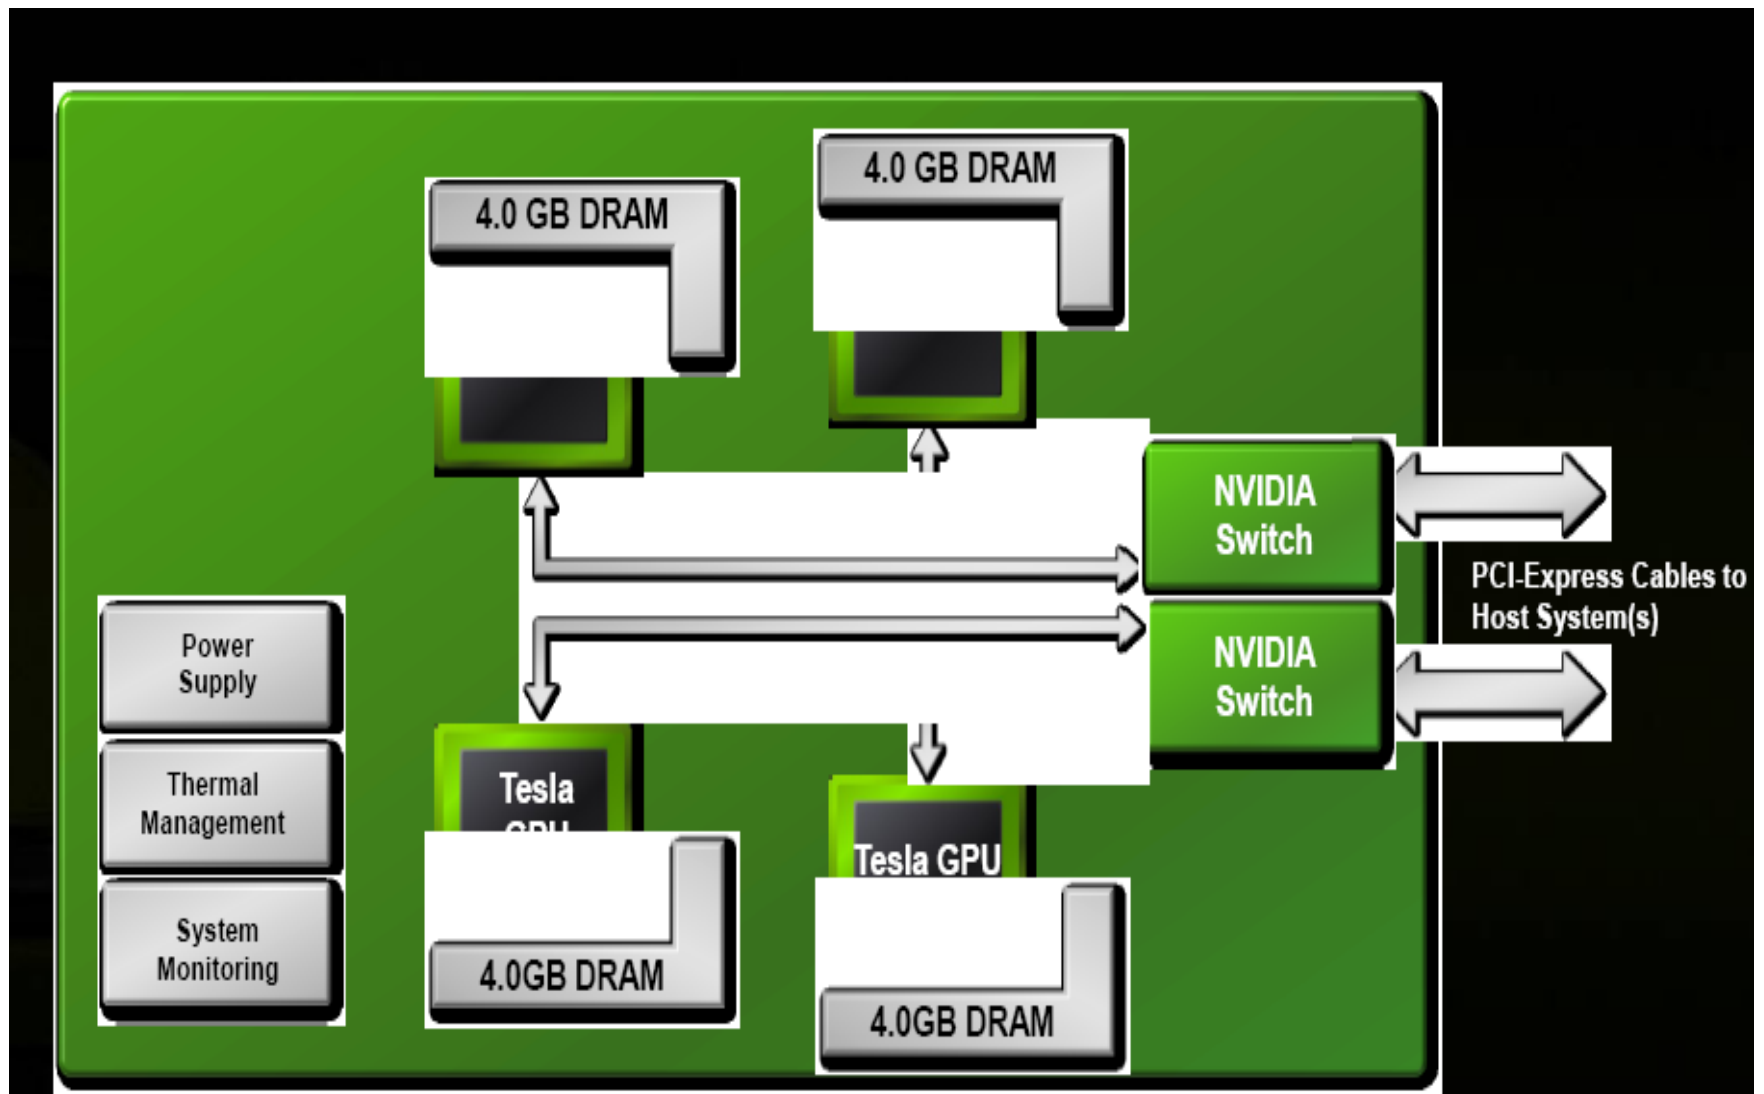 4.0 GB DRAM
4.0 GB DRAM
NVIDIA
Switch
PCI-Express Cables to
Host System(s)
NVIDIA
Switch
Power
Supply
Thermal
Management
System
Monitoring
Tesla
GPU
Tesla GPU
4.0GB DRAM
4.0GB DRAM